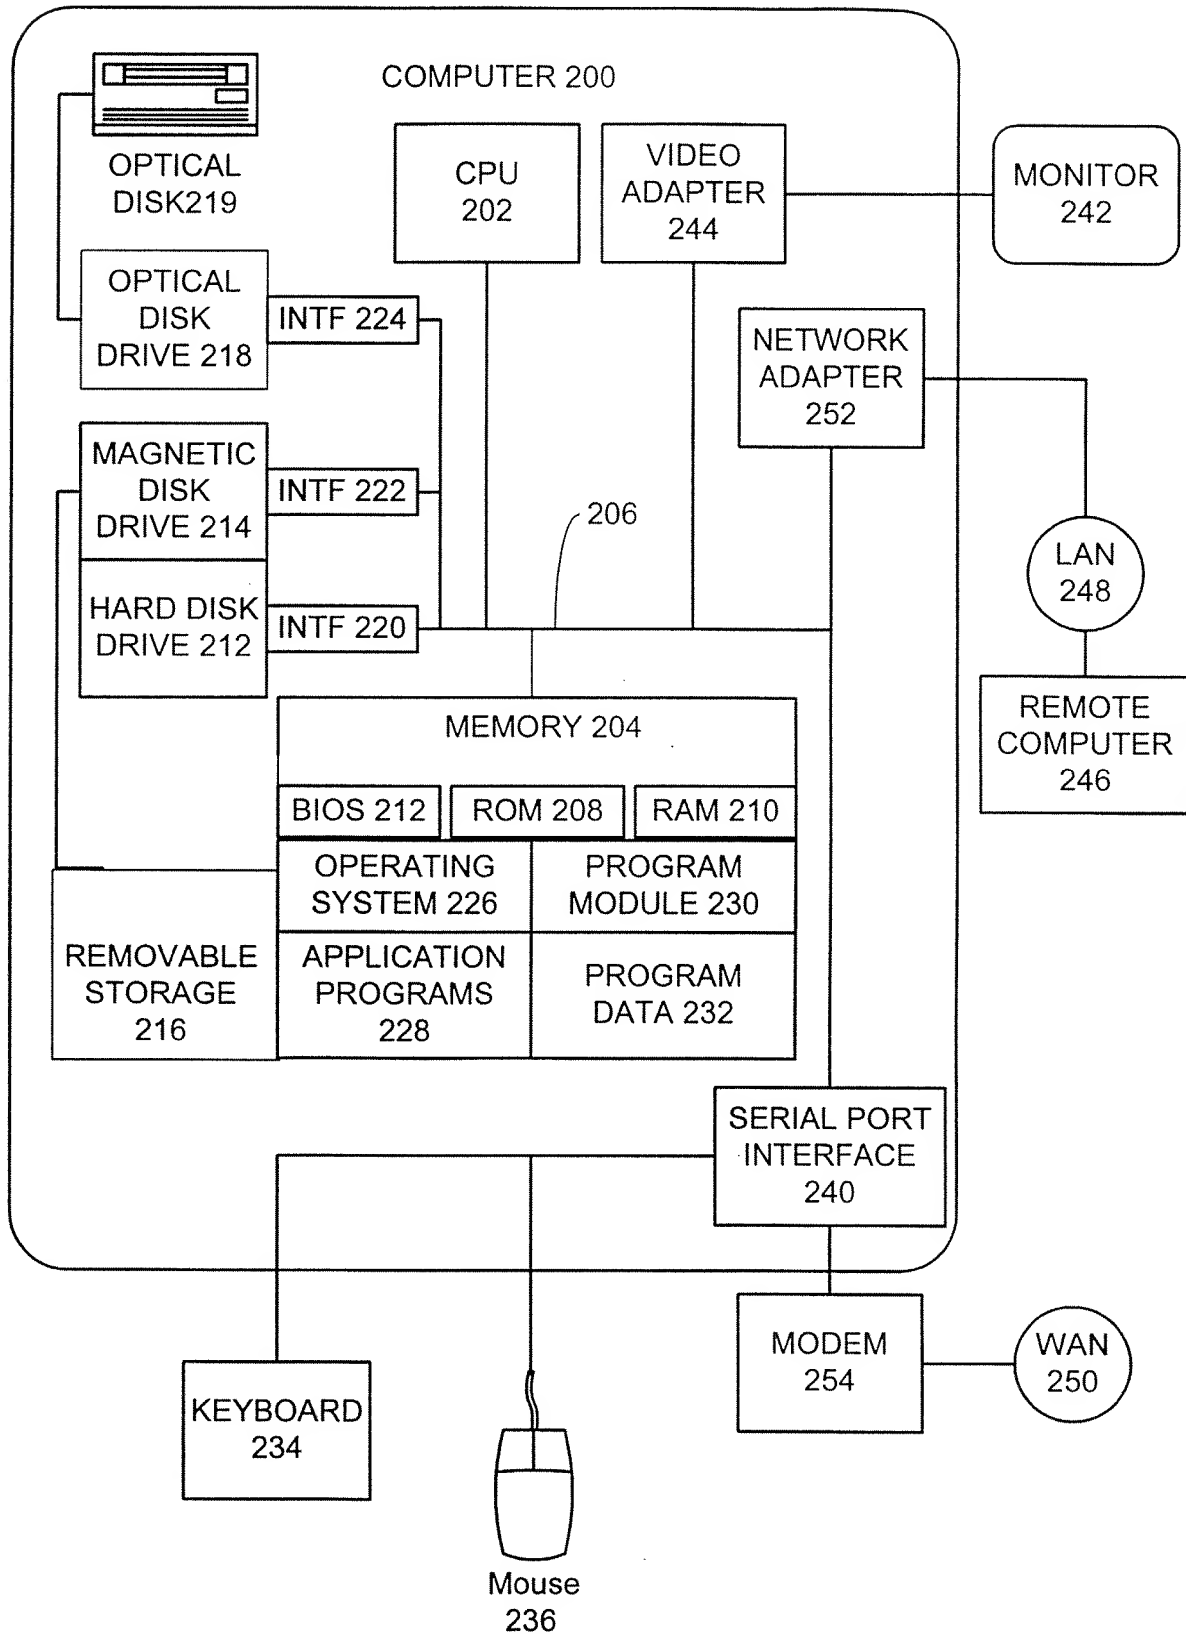 COMPUTER 200
OPTICAL
DISK219
CPU
202
VIDEO
ADAPTER
244
MONITOR
242
OPTICAL
DISK
DRIVE 218
INTF 224
NETWORK
ADAPTER
252
MAGNETIC
DISK
DRIVE 214
INTF 222
206
LAN
248
HARD DISK
DRIVE 212
INTF 220
REMOTE
COMPUTER
246
MEMORY 204
BIOS 212
ROM 208
RAM 210
OPERATING
SYSTEM 226
PROGRAM
MODULE 230
REMOVABLE
STORAGE
216
APPLICATION
PROGRAMS
228
PROGRAM
DATA 232
SERIAL PORT
INTERFACE
240
MODEM
254
WAN
250
KEYBOARD
234
Mouse
236